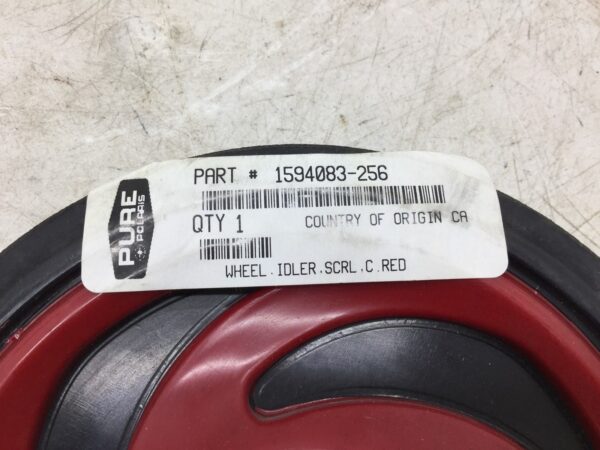 PURE
POLARIS
PART # 1594083-256
QTY 1
COUNTRY OF ORIGIN CA
WHEEL.IDLER.SCRL.C.RED